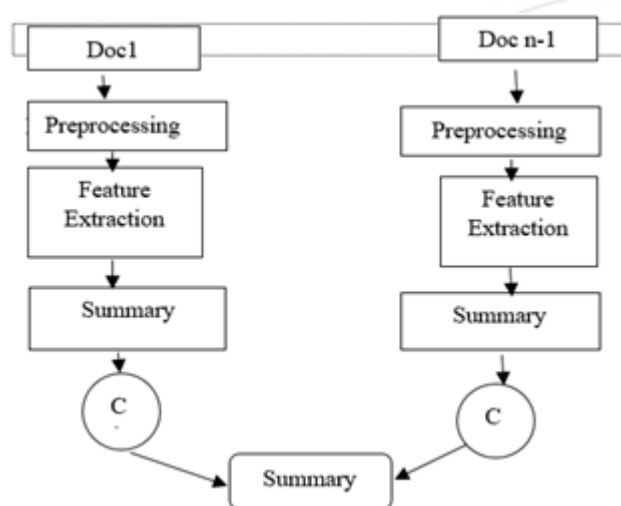 Doc1
Doc n-1
Preprocessing
Preprocessing
Feature
Extraction
Feature
Extraction
Summary
Summary
C
C
Summary